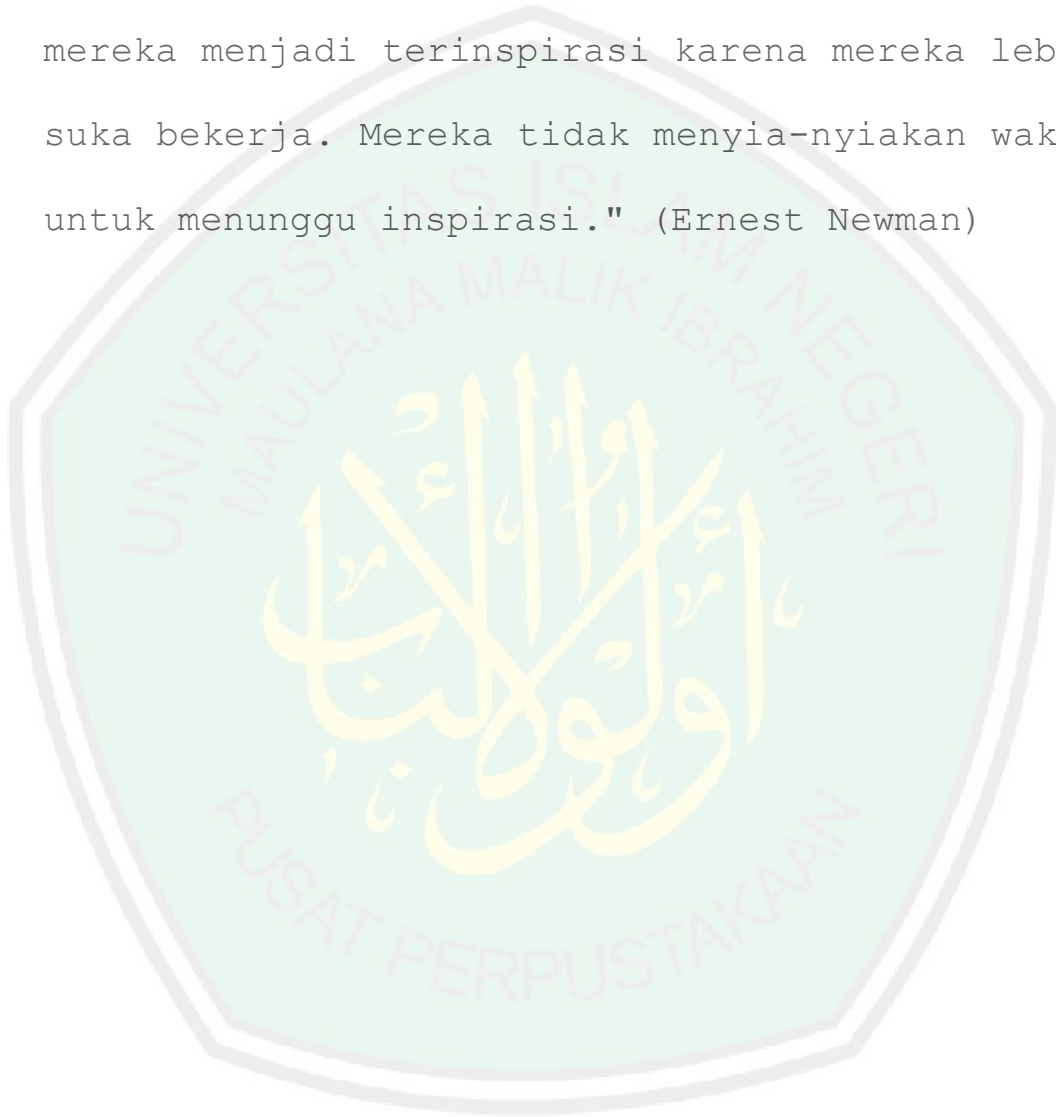 mereka menjadi terinspirasi karena mereka leb
suka bekerja. Mereka tidak menyia-nyiakan wak
untuk menunggu inspirasi." (Ernest Newman)
UNIVERSITAS ISLAM NEGERI
MAULANA MALIK IBRAHIM
PUSAT PERPUSTAKAAN